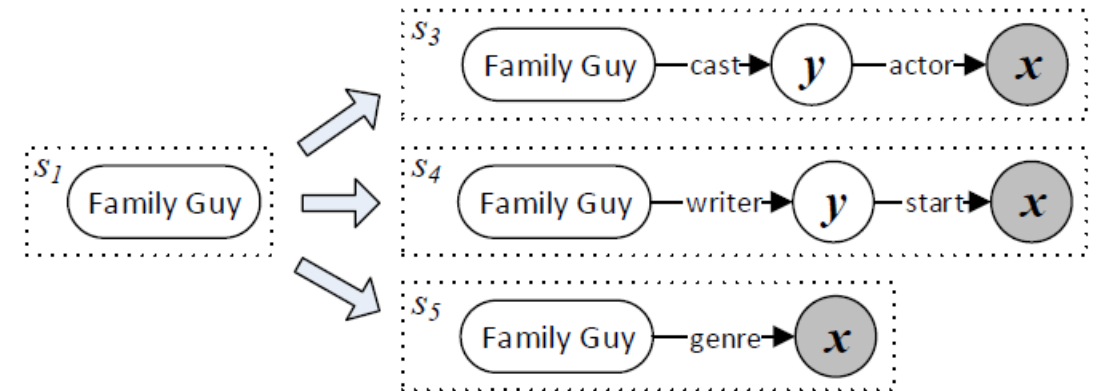 s3
Family Guy cast y actor x
s1
Family Guy
s4
Family Guy writer y start x
s5
Family Guy genre x